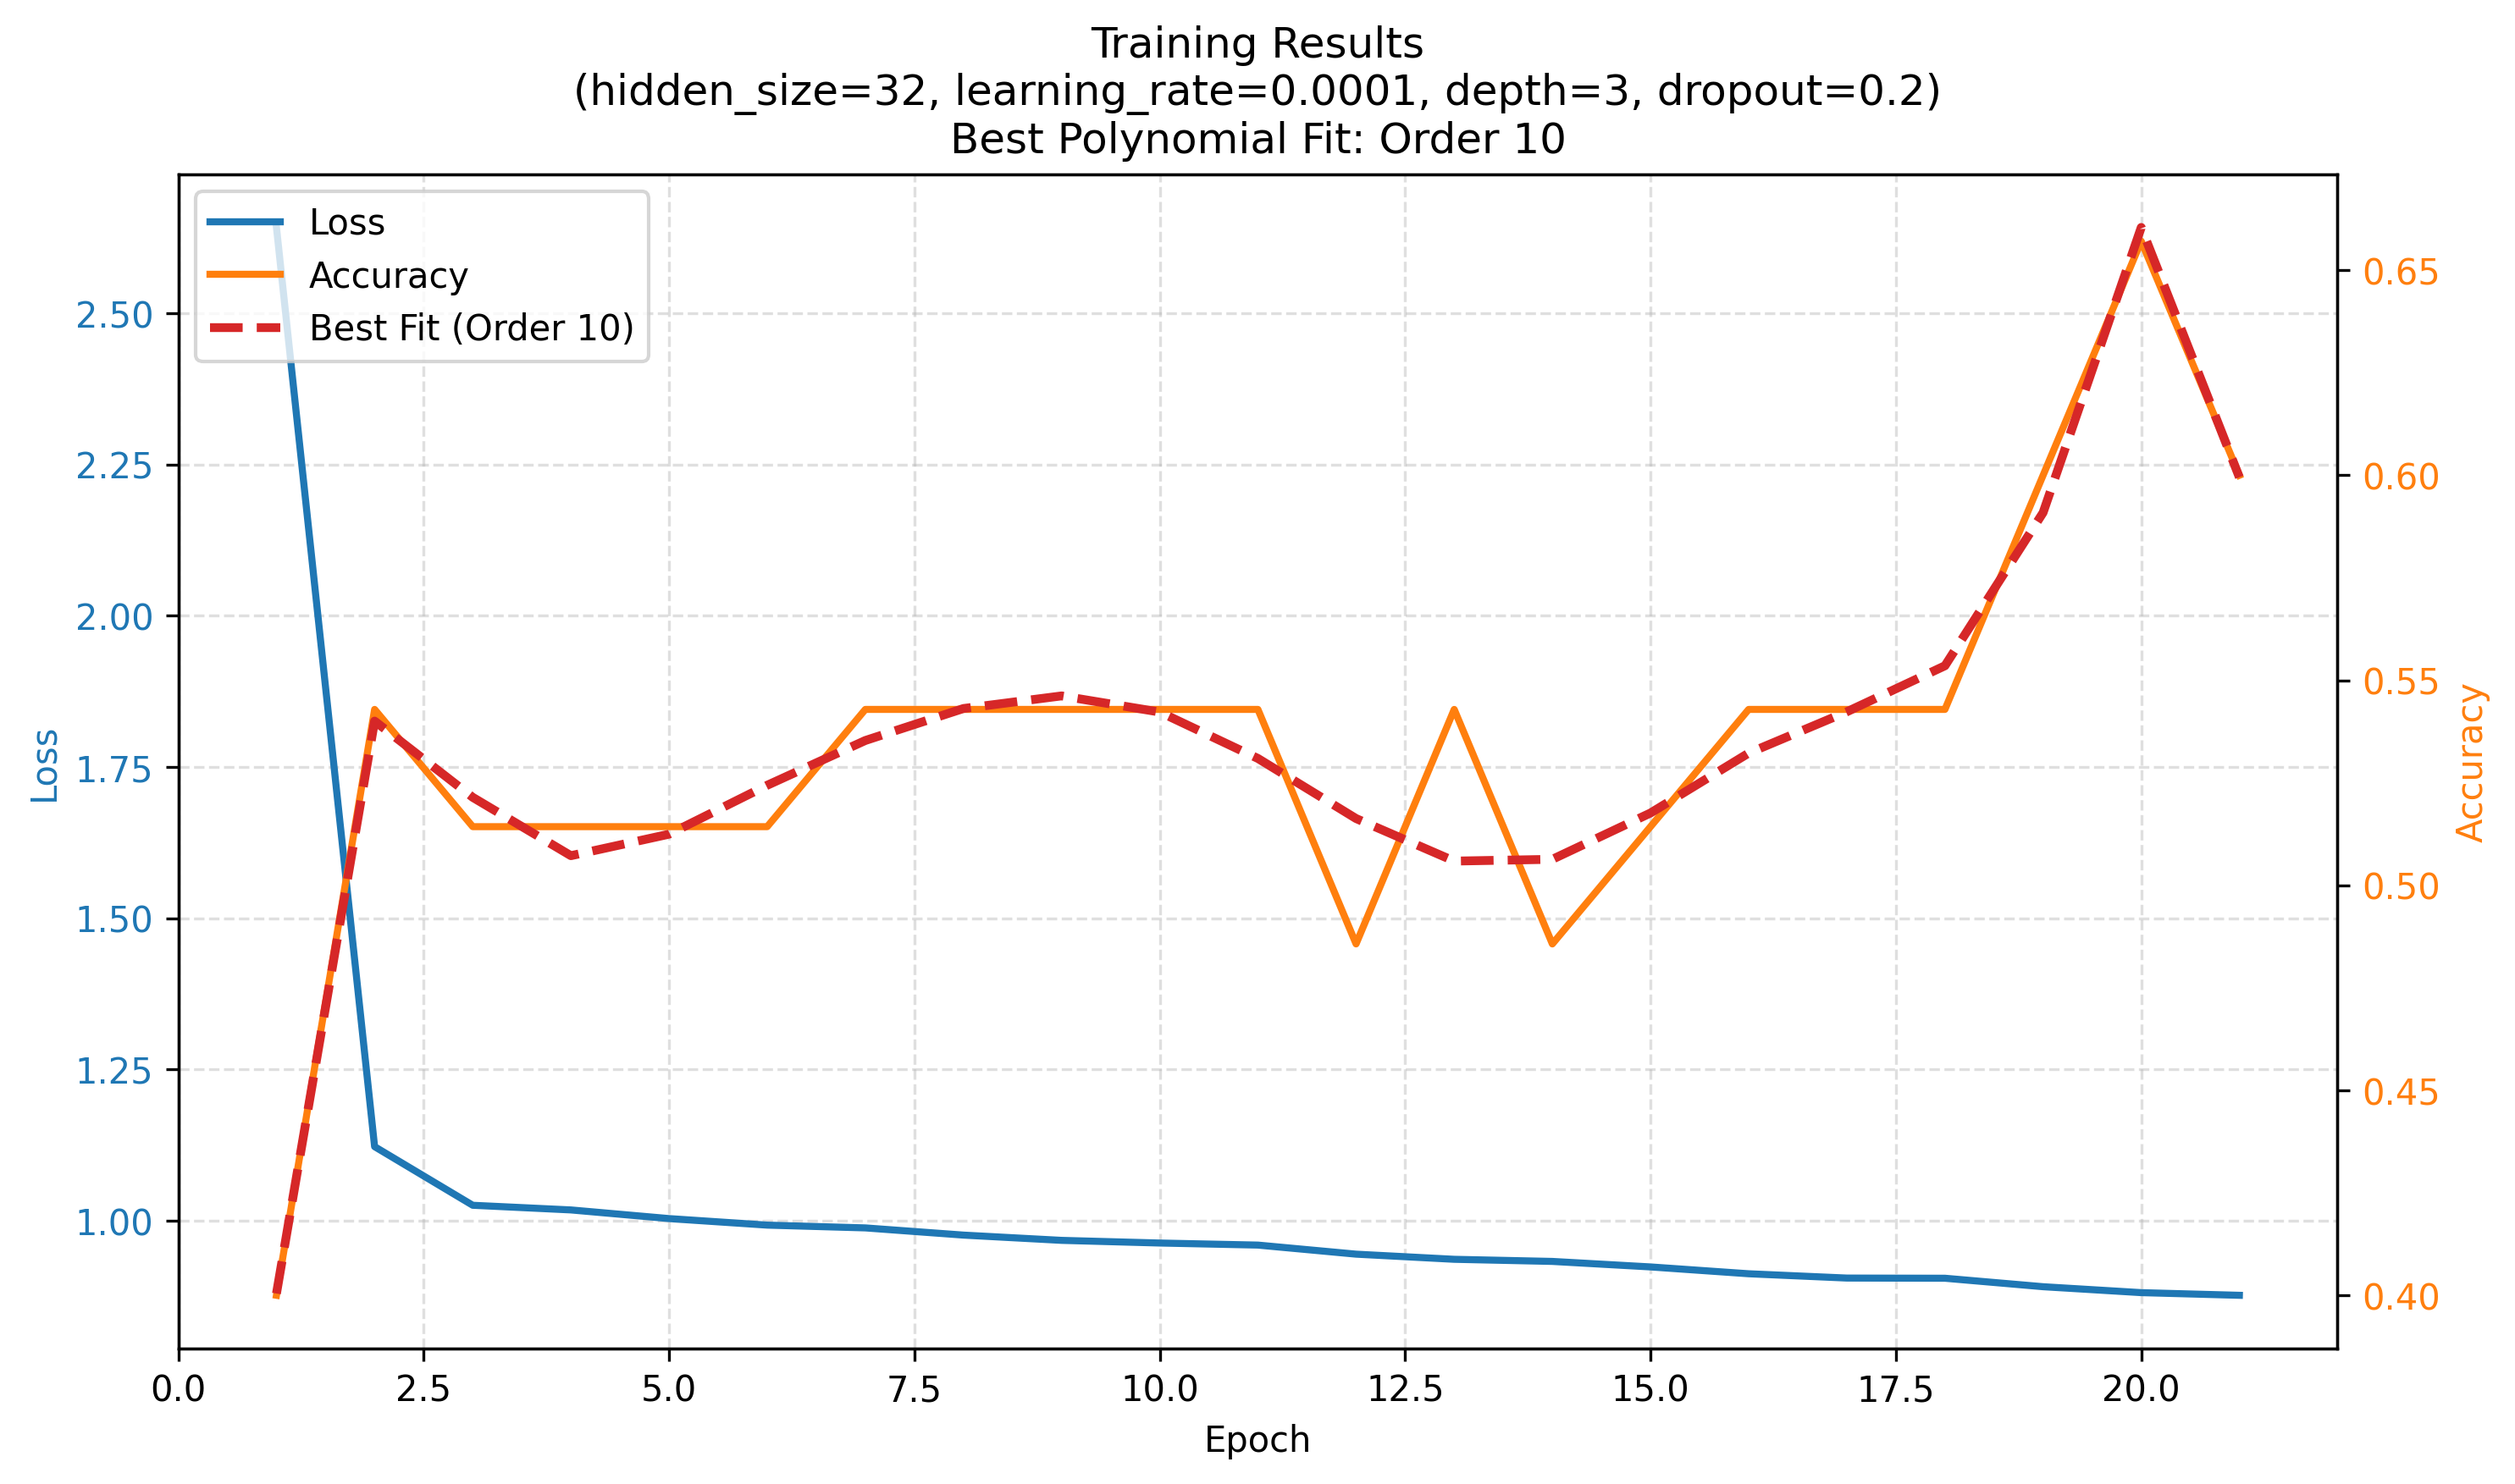 Training Results
(hidden_size=32, learning_rate=0.0001, depth=3, dropout=0.2)
Best Polynomial Fit: Order 10
Loss
Accuracy
Best Fit (Order 10)
2.50
2.25
2.00
1.75
1.50
1.25
1.00
Loss
0.65
0.60
0.55
0.50
0.45
0.40
Accuracy
0.0 2.5 5.0 7.5 10.0 12.5 15.0 17.5 20.0
Epoch